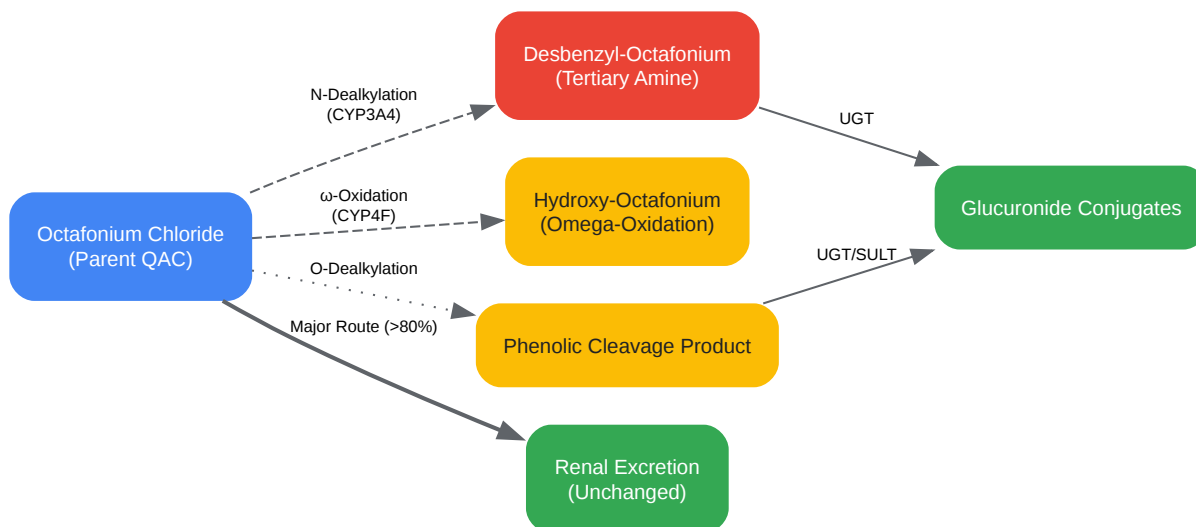 Desbenzyl-Octafonium
(Tertiary Amine)
N-Dealkylation
(CYP3A4)
UGT
Hydroxy-Octofonium
(Omega-Oxidation)
ω-Oxidation
(CYP4F)
Glucuronide Conjugates
Octafonium Chloride
(Parent QAC)
O-Dealkylation
UGT/SULT
Major Route (>80%)
Phenolic Cleavage Product
Renal Excretion
(Unchanged)